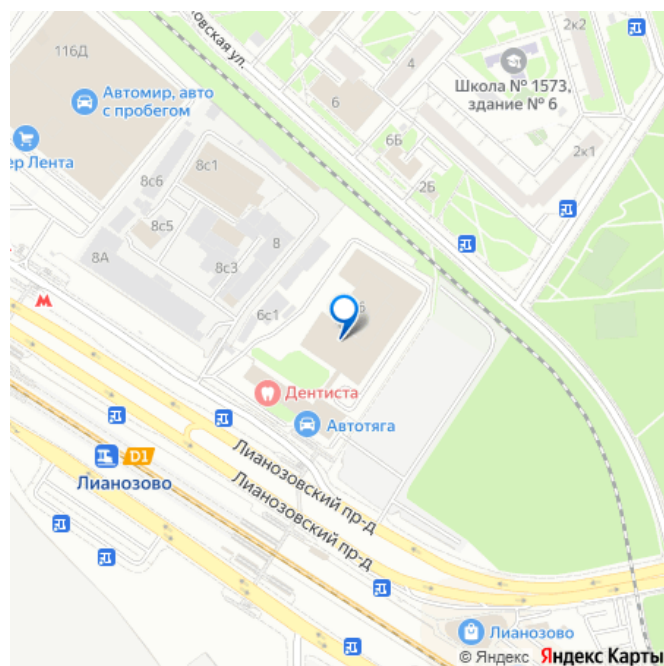 2к2
116Д
новская ул.
4
Школа № 1573,
здание № 6
Автомир, авто
с пробегом
6
ер Лента
8с6
8с1
6Б
2к1
2Б
8с5
8
8А
8с3
М
6с1
Б
Дентиста
Автотяга
D1
Лианозово
Лианозовский пр-д
Лианозовский пр-д
Лианозово
© Яндекс Яндекс Карты